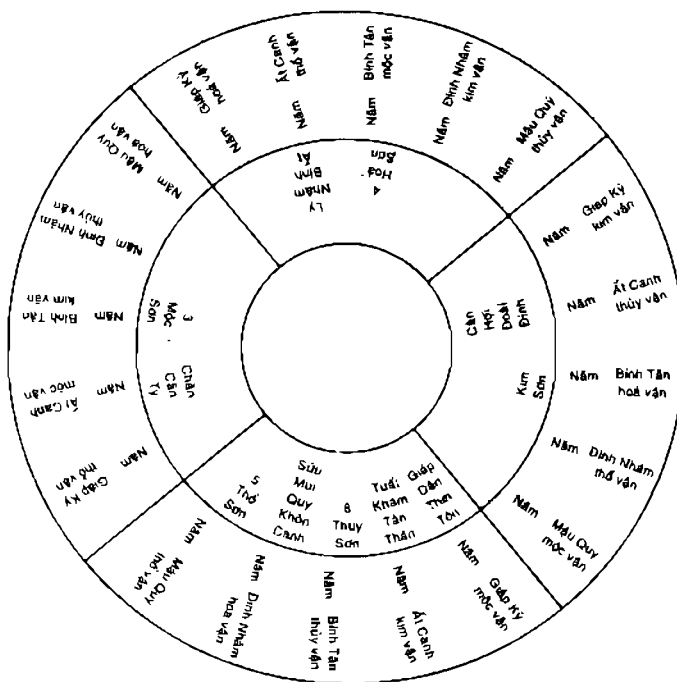 Năm Giáp Kỷ
hoả vận
Năm Ất Canh
thổ vận
Năm Bính Tân
mộc vận
Năm Đinh Nhâm
kim vận
Năm Mậu Quý
thủy vận
Năm Giáp Kỷ
kim vận
Năm Ất Canh
thủy vận
Năm Bính Tân
hoả vận
Năm Đinh Nhâm
thổ vận
Năm Mậu Quý
mộc vận
Năm Giáp Kỷ
mộc vận
Năm Ất Canh
kim vận
Năm Bính Tân
thủy vận
Năm Đinh Nhâm
hoả vận
Năm Mậu Quý
thổ vận
Năm Giáp Kỷ
thổ vận
Năm Ất Canh
mộc vận
Năm Bính Tân
kim vận
Năm Đinh Nhâm
thủy vận
Năm Mậu Quý
hoả vận
4
Hoả
Sơn
Lý
Nhâm
Bính
Ất
Càn
Hợi
Đoài
Đinh
Kim
Sơn
Giáp
Dần
Thìn
Tốn
Tuất
Khảm
Tân
Thân
6
Thuỷ
Sơn
Sửu
Mùi
Quý
Khôn
Canh
5
Thổ
Sơn
3
Mộc
Sơn
Chấn
Cấn
Tỵ